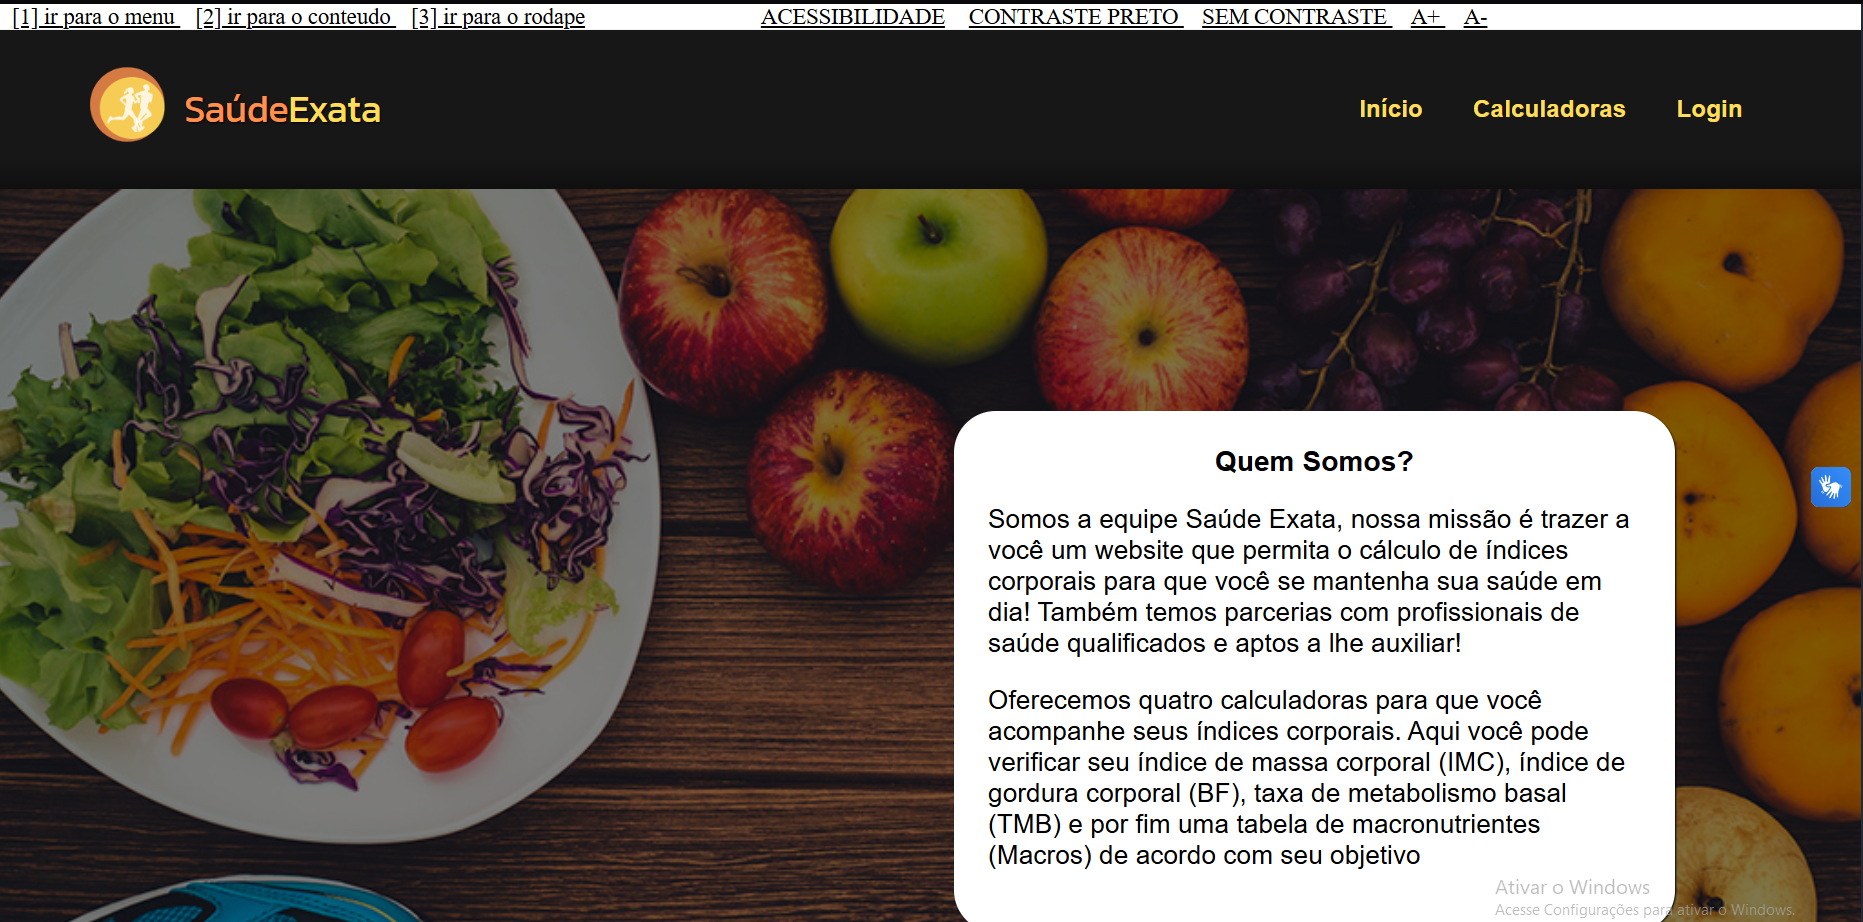 [1] ir para o menu [2] ir para o conteudo [3] ir para o rodape ACESSIBILIDADE CONTRASTE PRETO SEM CONTRASTE A+ A-
SaúdeExata Início Calculadoras Login
Quem Somos?
Somos a equipe Saúde Exata, nossa missão é trazer a
você um website que permita o cálculo de índices
corporais para que você se mantenha sua saúde em
dia! Também temos parcerias com profissionais de
saúde qualificados e aptos a lhe auxiliar!
Oferecemos quatro calculadoras para que você
acompanhe seus índices corporais. Aqui você pode
verificar seu índice de massa corporal (IMC), índice de
gordura corporal (BF), taxa de metabolismo basal
(TMB) e por fim uma tabela de macronutrientes
(Macros) de acordo com seu objetivo
Ativar o Windows
Acesse Configurações para ativar o Windows.